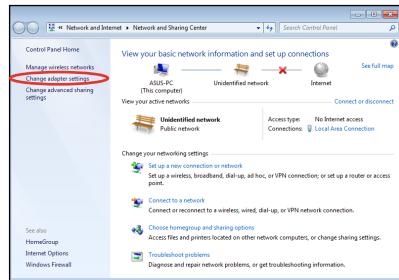 Network and Internet ▸ Network and Sharing Center
Search Control Panel
Control Panel Home
Manage wireless networks
Change adapter settings
Change advanced sharing
settings
See also
HomeGroup
Internet Options
Windows Firewall
View your basic network information and set up connections
See full map
ASUS-PC
(This computer)
Unidentified network
Internet
View your active networks
Connect or disconnect
Unidentified network
Public network
Access type: No Internet access
Connections: Local Area Connection
Change your networking settings
Set up a new connection or network
Set up a wireless, broadband, dial-up, ad hoc, or VPN connection; or set up a router or access
point.
Connect to a network
Connect or reconnect to a wireless, wired, dial-up, or VPN network connection.
Choose homegroup and sharing options
Access files and printers located on other network computers, or change sharing settings.
Troubleshoot problems
Diagnose and repair network problems, or get troubleshooting information.